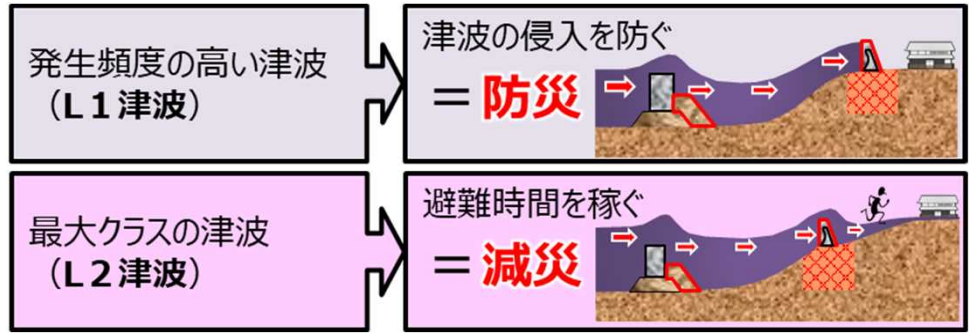 発生頻度の高い津波
（L１津波）
津波の侵入を防ぐ
＝防災
最大クラスの津波
（L２津波）
避難時間を稼ぐ
＝減災